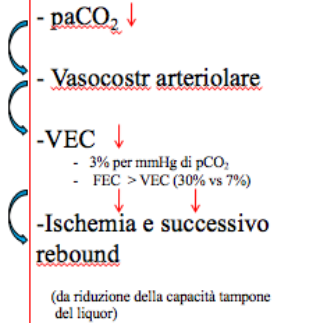 - paCO₂ ↓
- Vasocostr arteriolare
-VEC ↓
- 3% per mmHg di pCO₂
- FEC > VEC (30% vs 7%)
-Ischemia e successivo
rebound
(da riduzione della capacità tampone
del liquor)